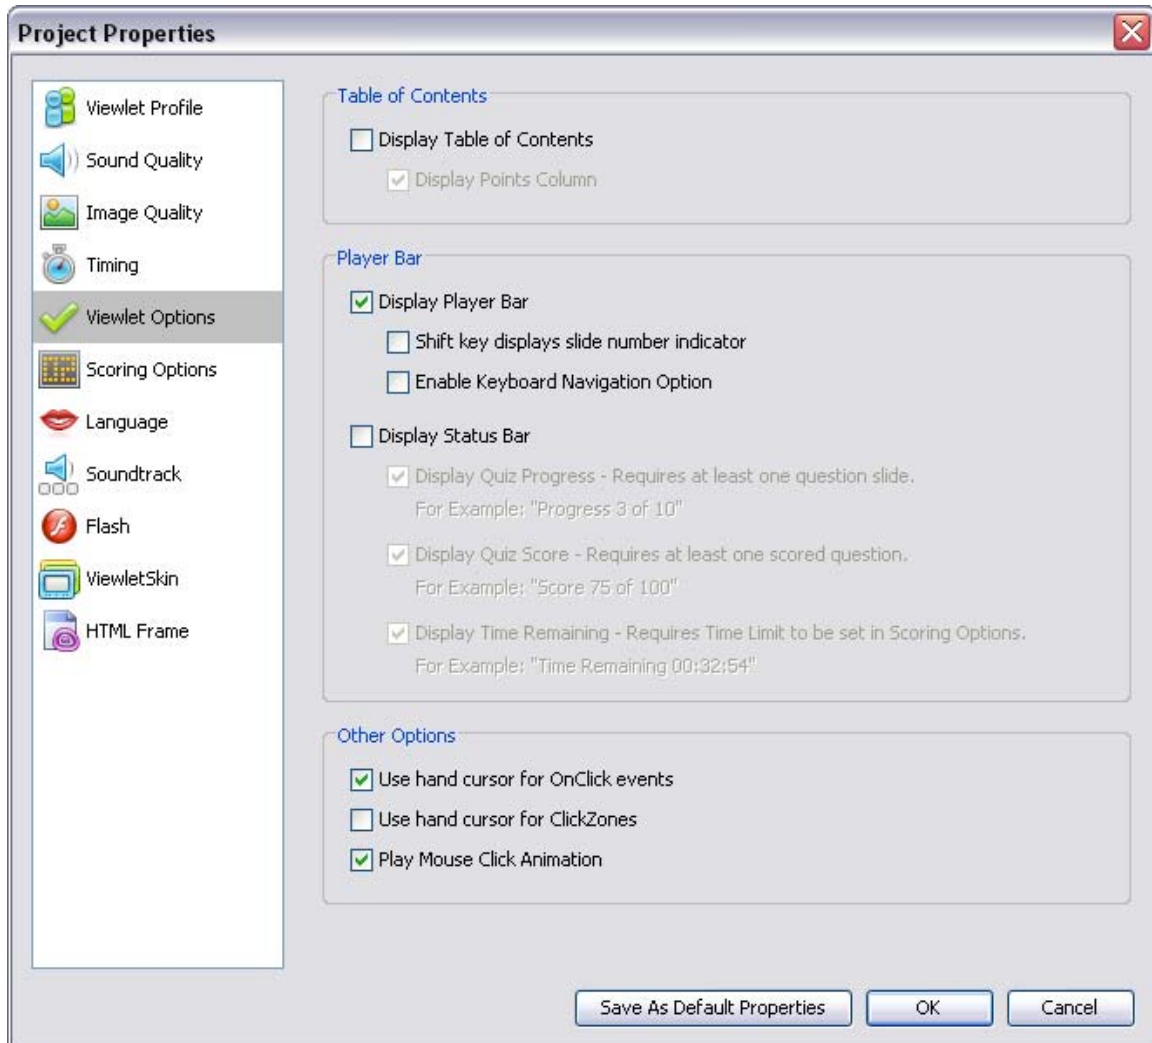 Project Properties
Viewlet Profile
Sound Quality
Image Quality
Timing
Viewlet Options
Scoring Options
Language
Soundtrack
Flash
ViewletSkin
HTML Frame
Table of Contents
Display Table of Contents
Display Points Column
Player Bar
Display Player Bar
Shift key displays slide number indicator
Enable Keyboard Navigation Option
Display Status Bar
Display Quiz Progress - Requires at least one question slide.
For Example: "Progress 3 of 10"
Display Quiz Score - Requires at least one scored question.
For Example: "Score 75 of 100"
Display Time Remaining - Requires Time Limit to be set in Scoring Options.
For Example: "Time Remaining 00:32:54"
Other Options
Use hand cursor for OnClick events
Use hand cursor for ClickZones
Play Mouse Click Animation
Save As Default Properties
OK
Cancel